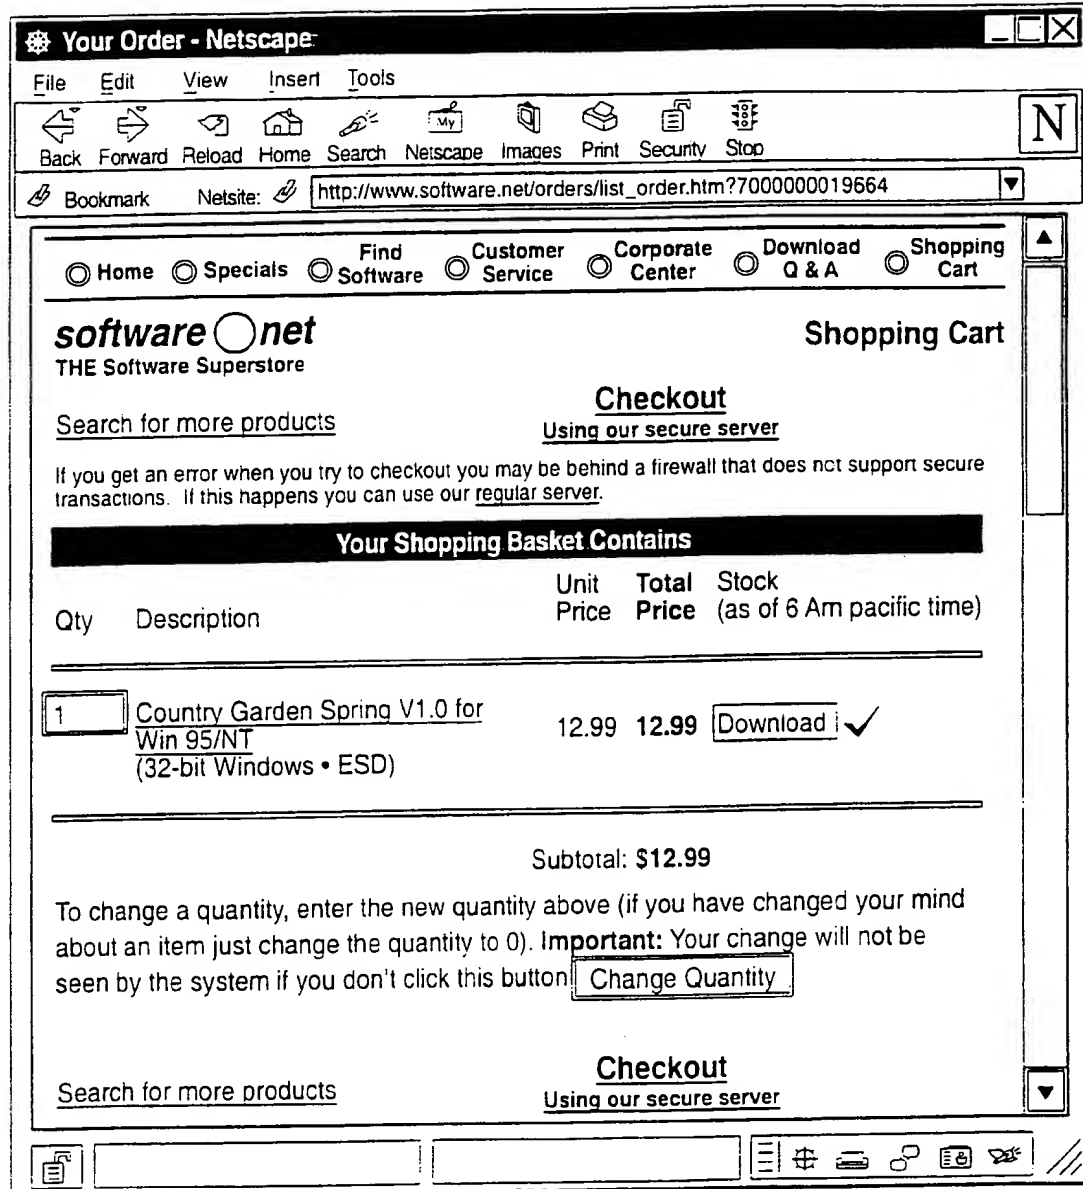 Your Order - Netscape
File Edit View Insert Tools
My N
Back Forward Reload Home Search Netscape Images Print Security Stop
Bookmark Netsite: http://www.software.net/orders/list_order.htm?7000000019664
Home Specials Find Software Customer Service Corporate Center Download Q & A Shopping Cart
software net Shopping Cart
THE Software Superstore
Search for more products Checkout
Using our secure server
If you get an error when you try to checkout you may be behind a firewall that does not support secure
transactions. If this happens you can use our regular server.
Your Shopping Basket Contains
Qty Description Unit Price Total Price Stock (as of 6 Am pacific time)
1 Country Garden Spring V1.0 for 12.99 12.99 Download
Win 95/NT
(32-bit Windows • ESD)
Subtotal: $12.99
To change a quantity, enter the new quantity above (if you have changed your mind
about an item just change the quantity to 0). Important: Your change will not be
seen by the system if you don't click this button Change Quantity
Search for more products Checkout
Using our secure server